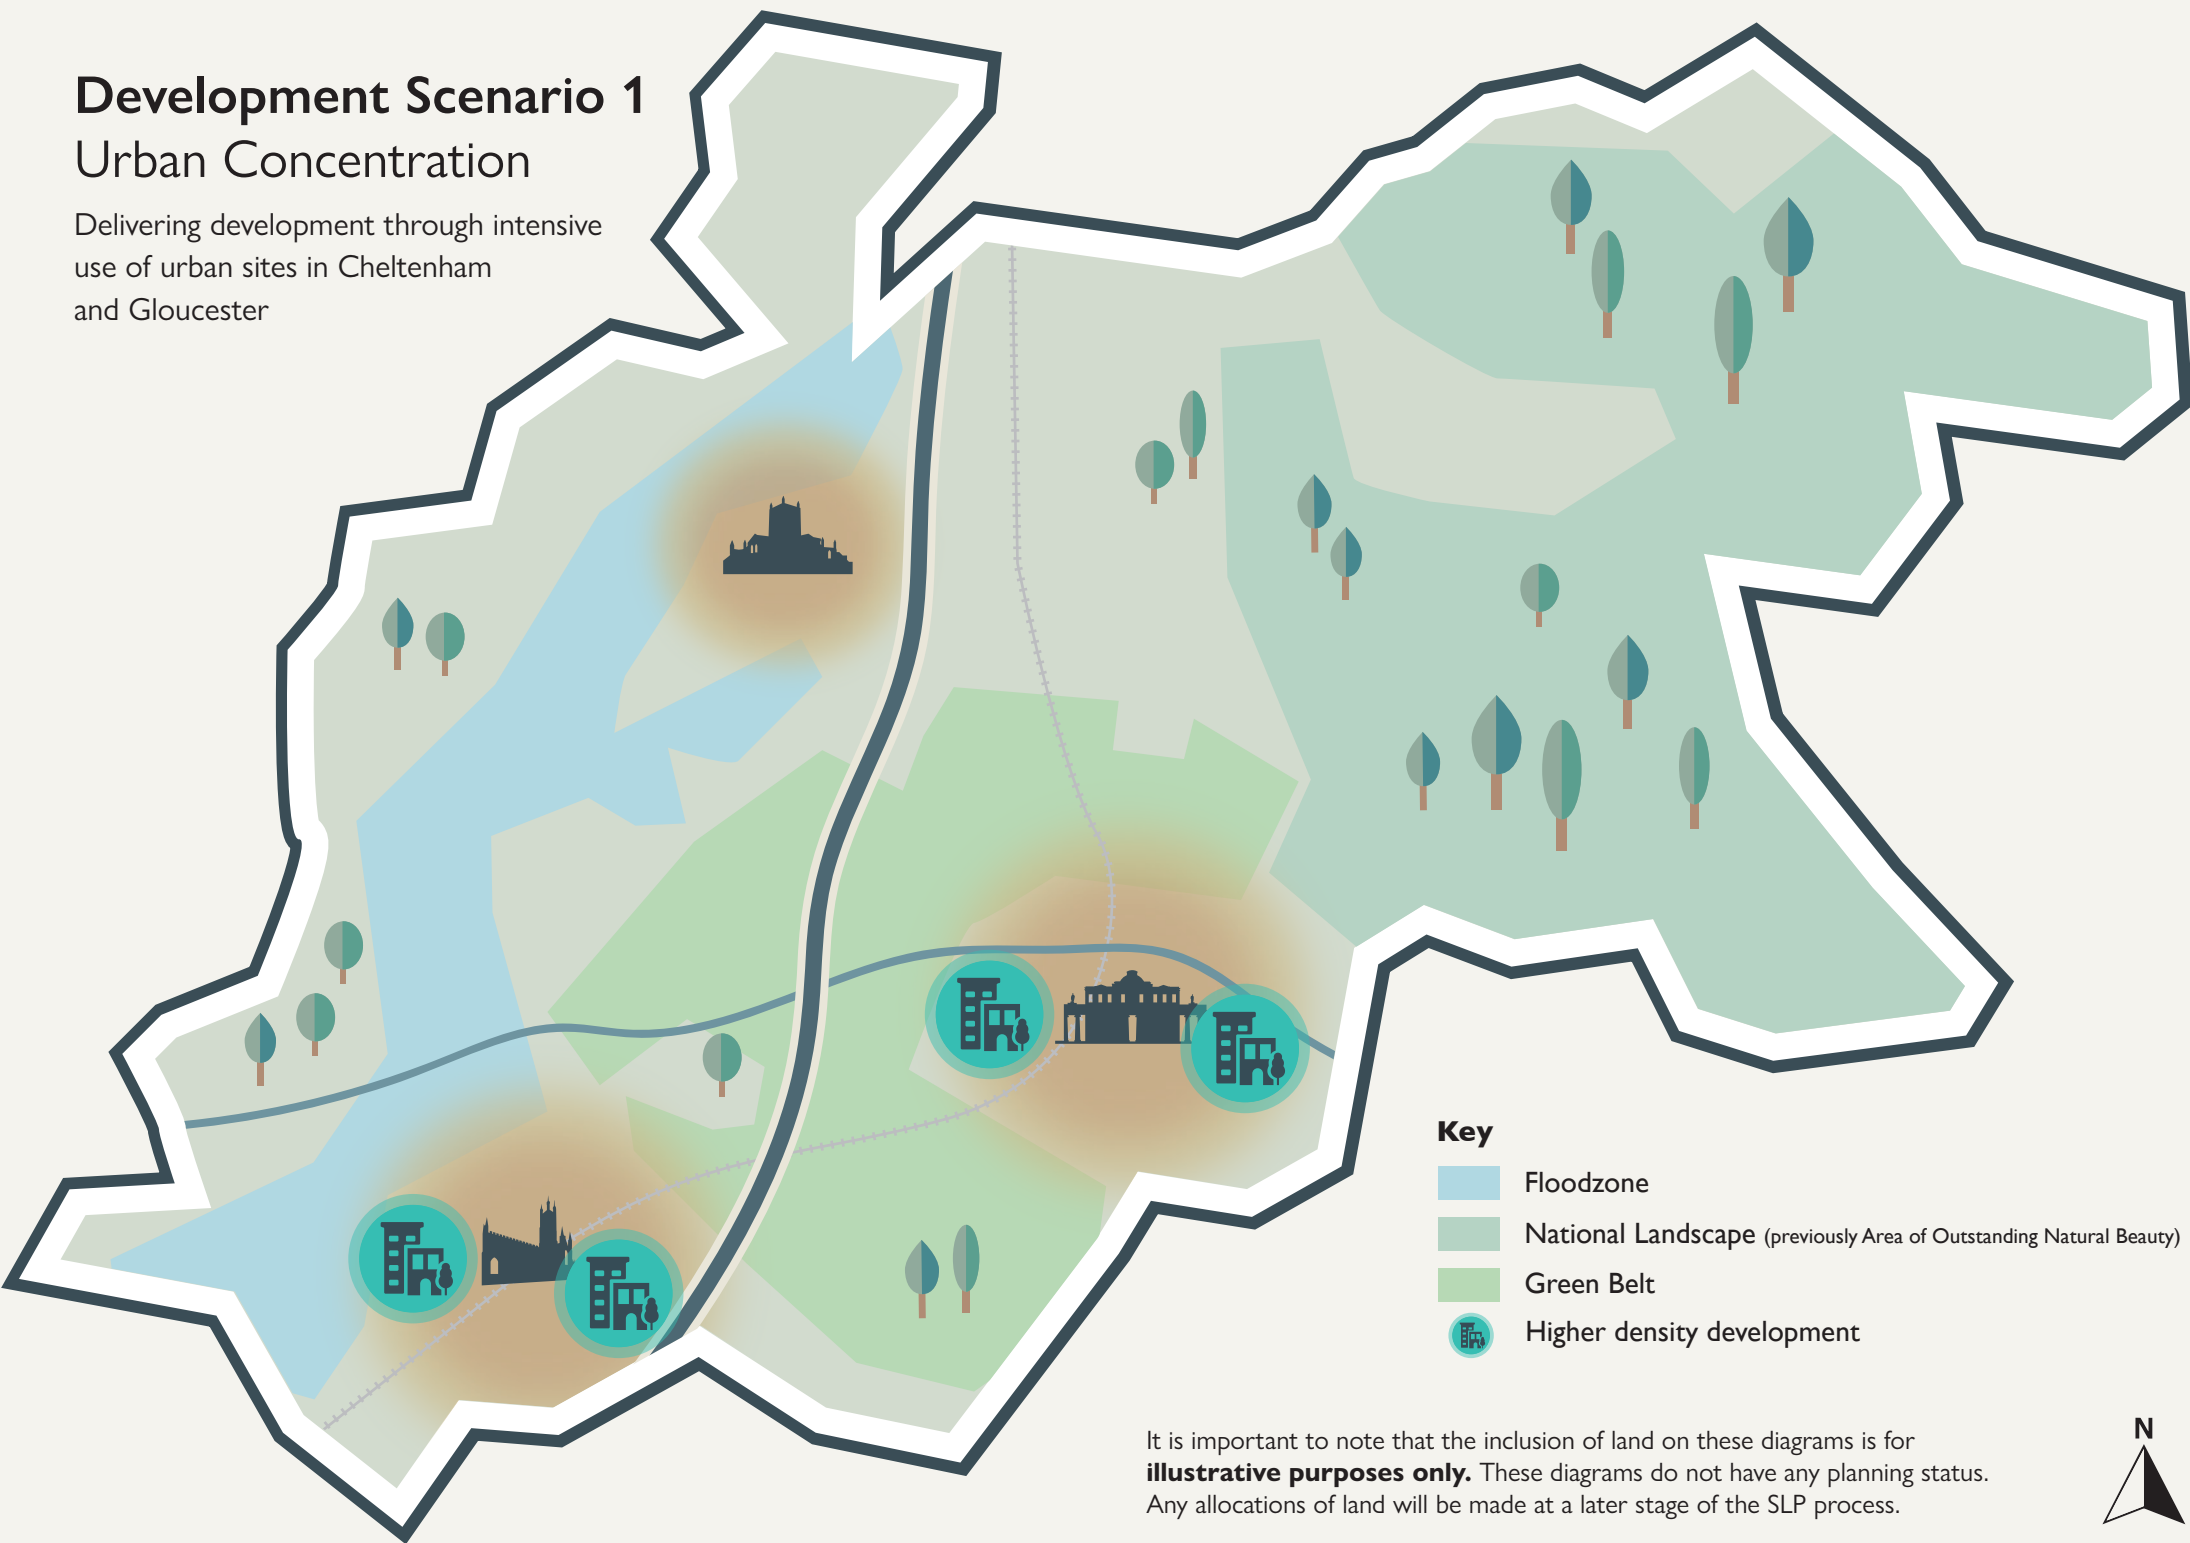 Development Scenario 1
Urban Concentration
Delivering development through intensive
use of urban sites in Cheltenham
and Gloucester
Key
Floodzone
National Landscape (previously Area of Outstanding Natural Beauty)
Green Belt
Higher density development
It is important to note that the inclusion of land on these diagrams is for
illustrative purposes only. These diagrams do not have any planning status.
Any allocations of land will be made at a later stage of the SLP process.
N